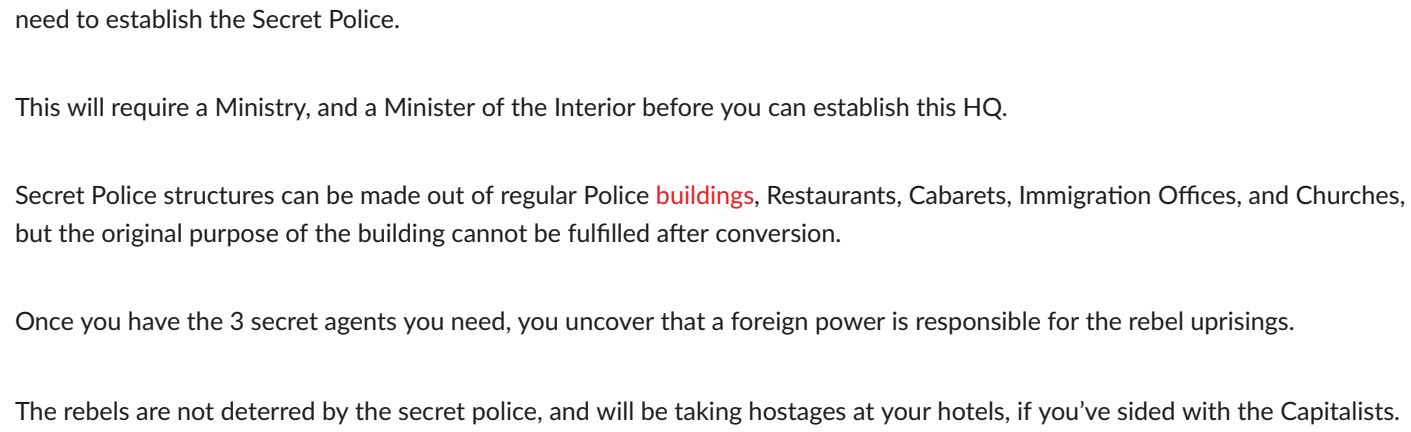 need to establish the Secret Police.
This will require a Ministry, and a Minister of the Interior before you can establish this HQ.
Secret Police structures can be made out of regular Police buildings, Restaurants, Cabarets, Immigration Offices, and Churches,
but the original purpose of the building cannot be fulfilled after conversion.
Once you have the 3 secret agents you need, you uncover that a foreign power is responsible for the rebel uprisings.
The rebels are not deterred by the secret police, and will be taking hostages at your hotels, if you’ve sided with the Capitalists.